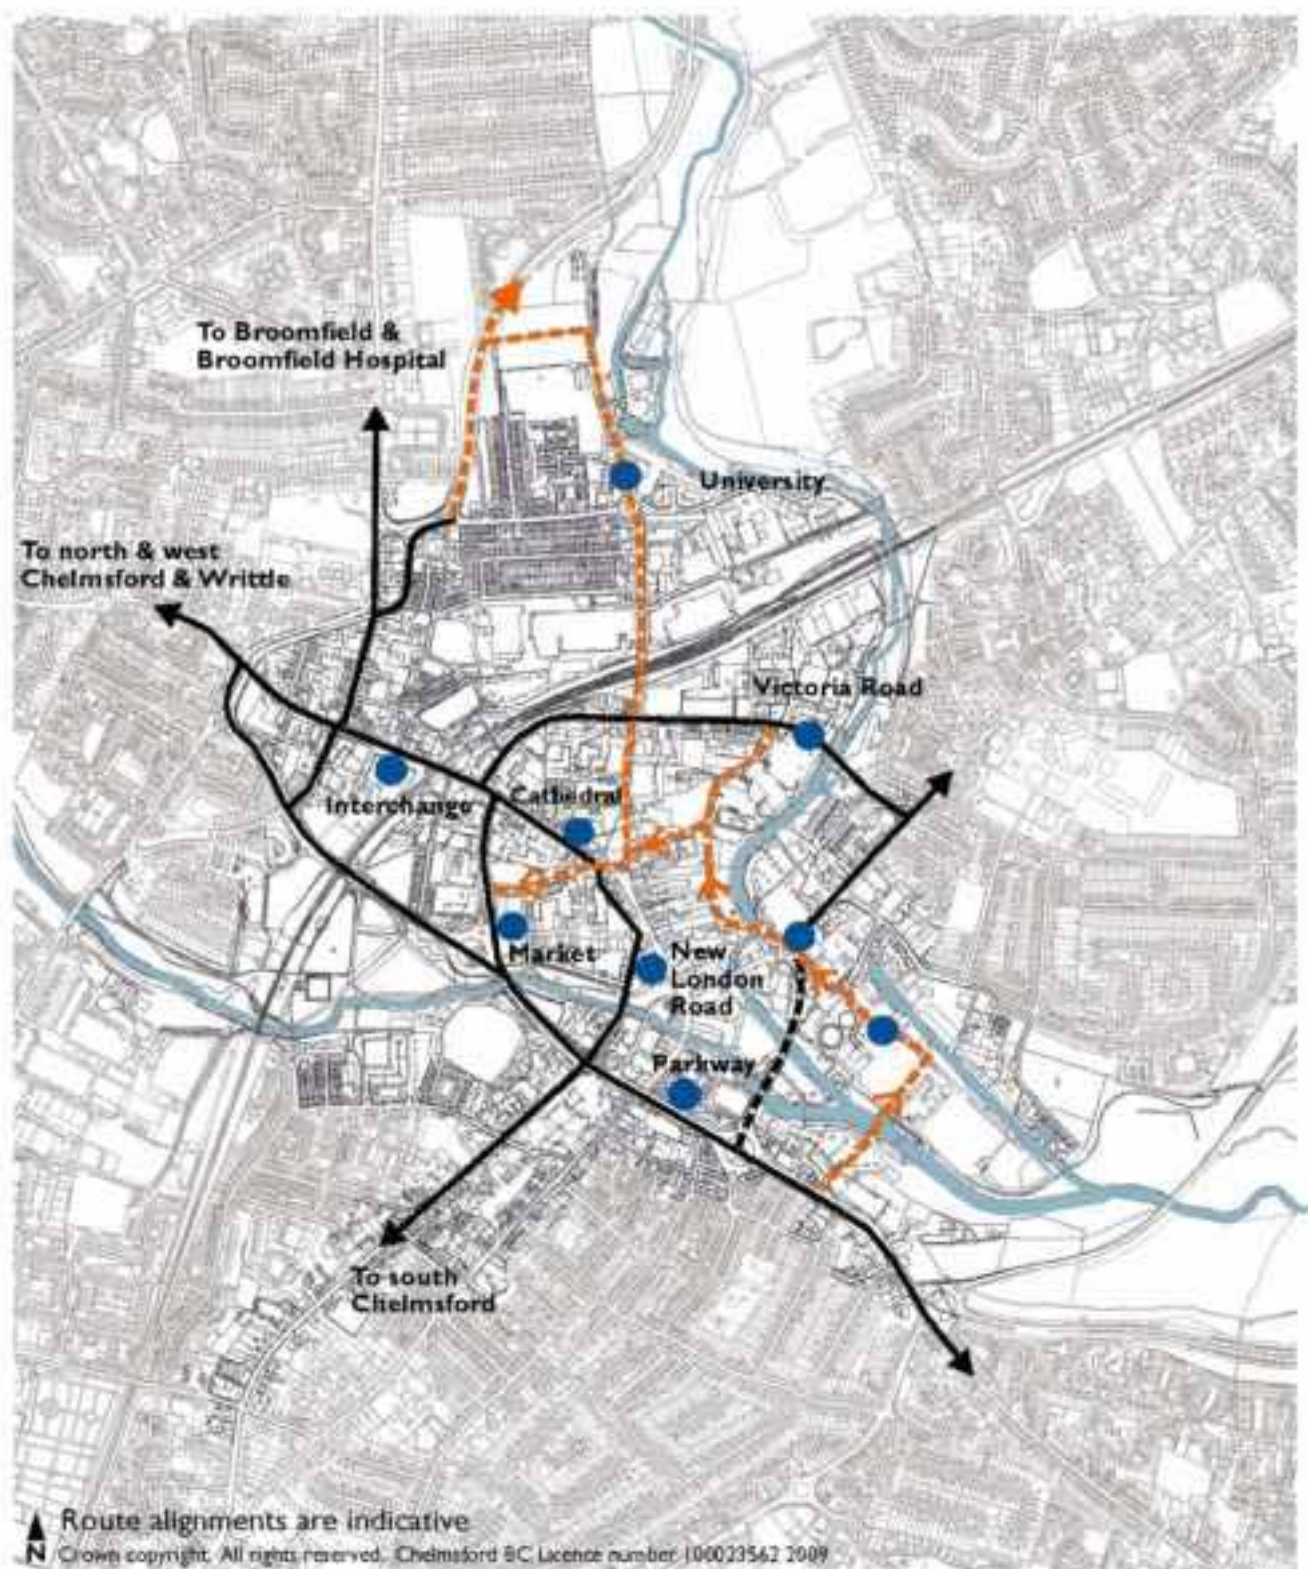 To Broomfield &
Broomfield Hospital
University
To north & west
Chelmsford & Writtle
Victoria Road
Interchange
Cathedral
Market
New
London
Road
Parkway
To south
Chelmsford
Route alignments are indicative
N Crown copyright. All rights reserved. Chelmsford BC Licence number 100023562 2009